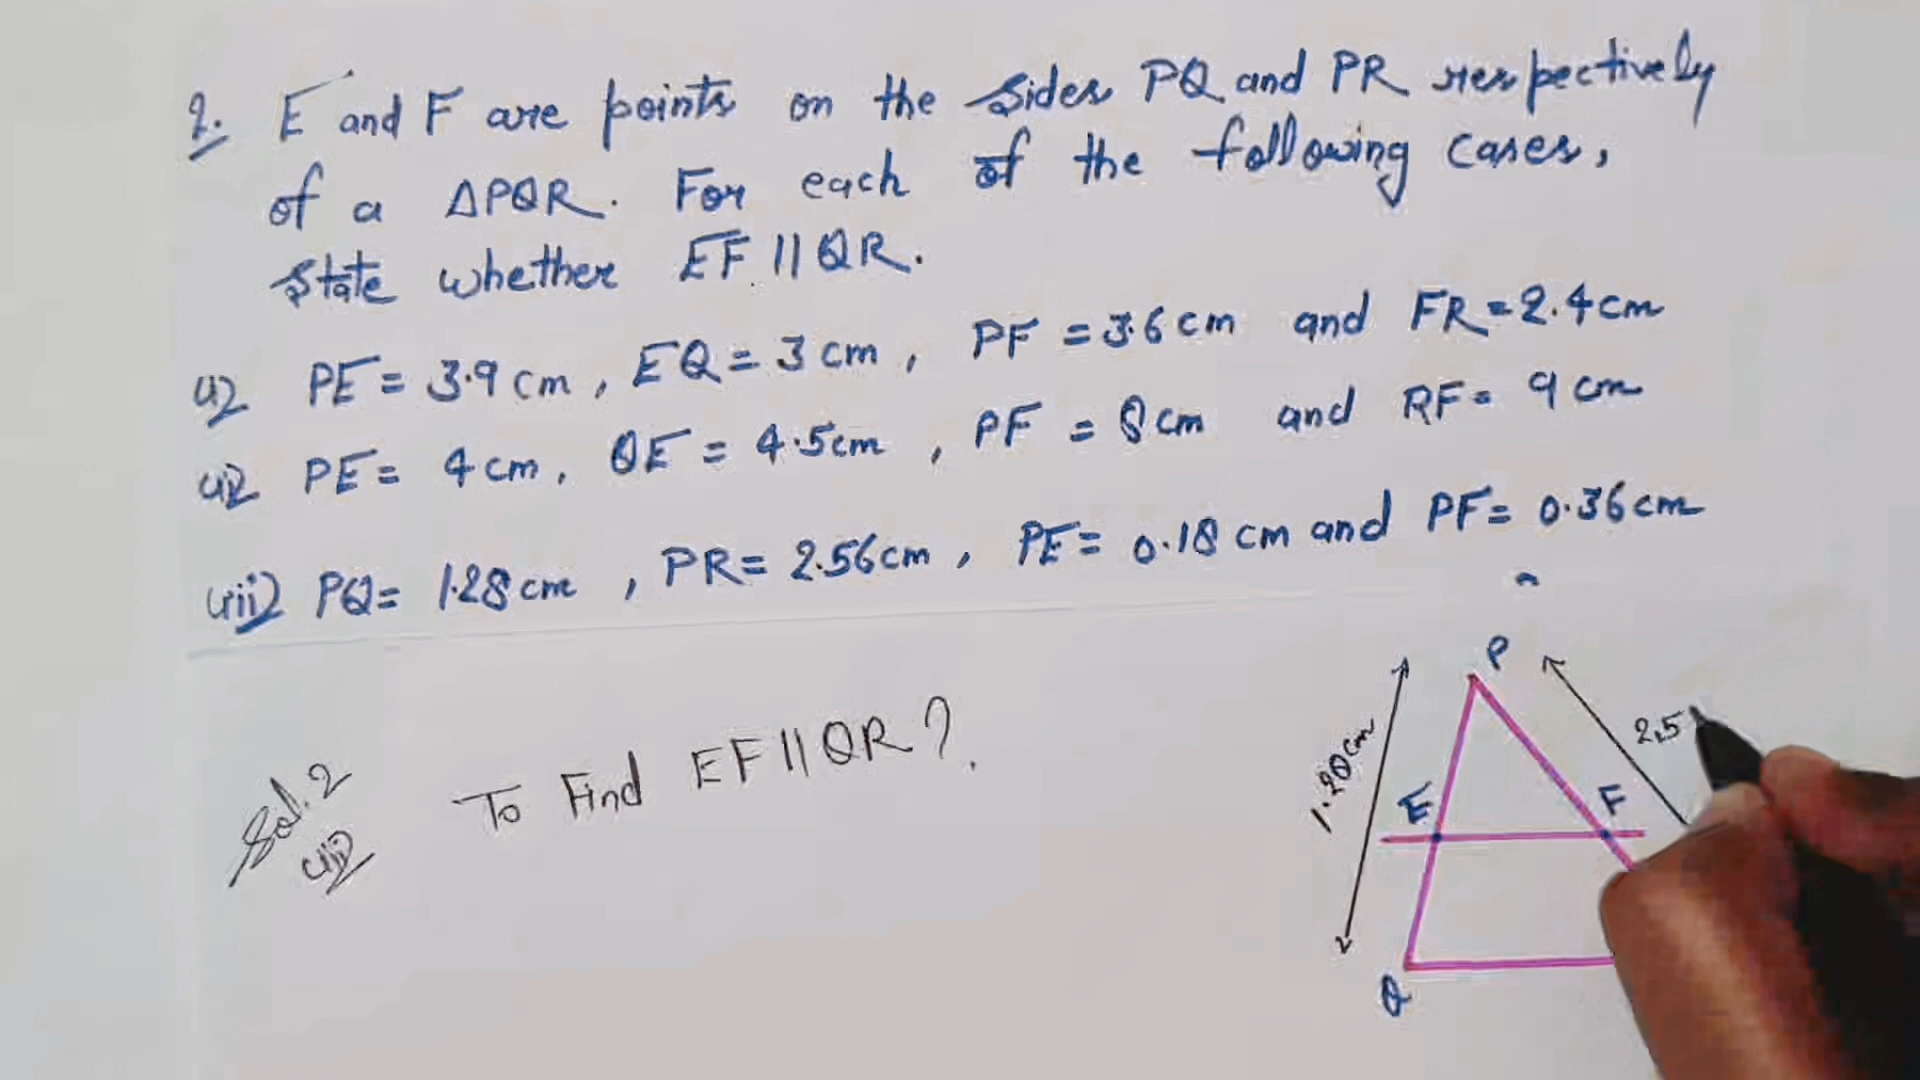 2. E and F are points on the sides PQ and PR respectively
of a ΔPQR. For each of the following cases,
state whether EF || QR.
(i) PE = 3.9 cm, EQ = 3 cm, PF = 3.6 cm and FR = 2.4 cm
(ii) PE = 4 cm, QE = 4.5 cm, PF = 8 cm and RF = 9 cm
(iii) PQ = 1.28 cm, PR = 2.56 cm, PE = 0.18 cm and PF = 0.36 cm
Sol. 2
To Find EF || QR ?
P
1.28 cm
2.5
E
F
Q